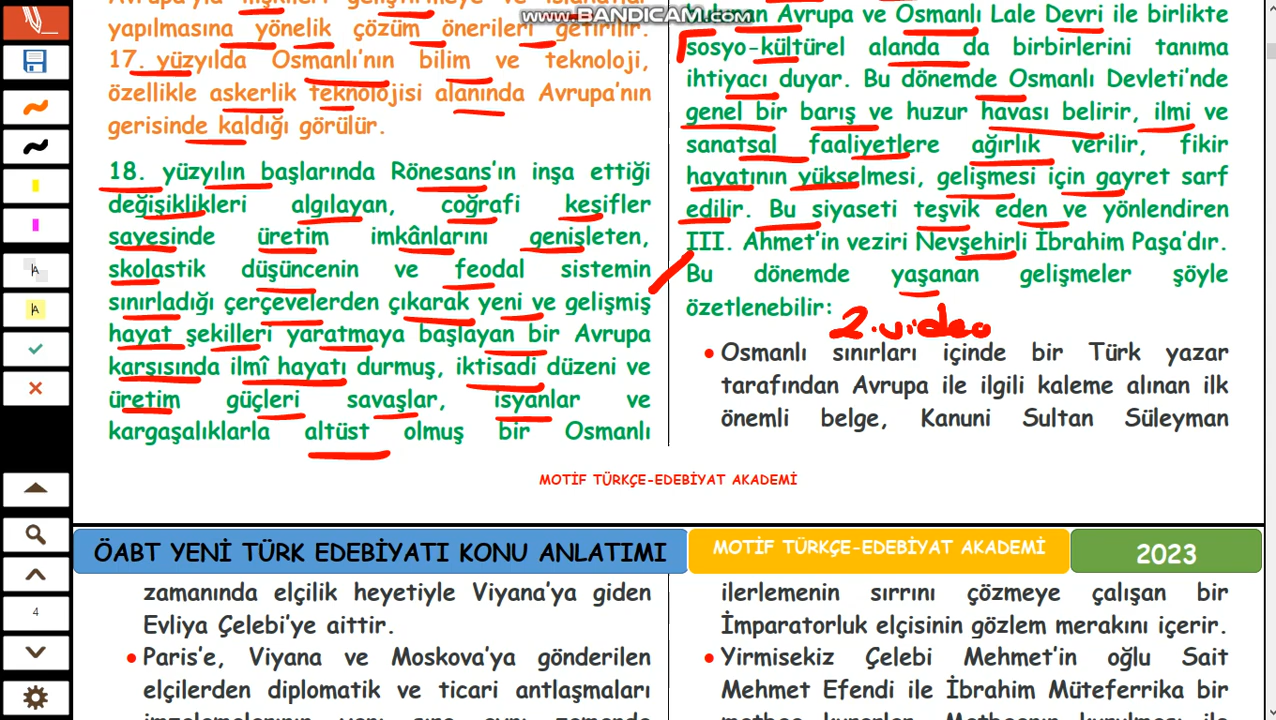 www.BANDICAM.com
yapılmasına yönelik çözüm önerileri getirilir.
17. yüzyılda Osmanlı’nın bilim ve teknoloji,
özellikle askerlik teknolojisi alanında Avrupa’nın
gerisinde kaldığı görülür.
18. yüzyılın başlarında Rönesans’ın inşa ettiği
değişiklikleri algılayan, coğrafi keşifler
sayesinde üretim imkânlarını genişleten,
skolastik düşüncenin ve feodal sistemin
sınırladığı çerçevelerden çıkarak yeni ve gelişmiş
hayat şekilleri yaratmaya başlayan bir Avrupa
karşısında ilmî hayatı durmuş, iktisadi düzeni ve
üretim güçleri savaşlar, isyanlar ve
kargaşalıklarla altüst olmuş bir Osmanlı
Avrupa ve Osmanlı Lale Devri ile birlikte
sosyo-kültürel alanda da birbirlerini tanıma
ihtiyacı duyar. Bu dönemde Osmanlı Devleti’nde
genel bir barış ve huzur havası belirir, ilmi ve
sanatsal faaliyetlere ağırlık verilir, fikir
hayatının yükselmesi, gelişmesi için gayret sarf
edilir. Bu siyaseti teşvik eden ve yönlendiren
III. Ahmet’in veziri Nevşehirli İbrahim Paşa’dır.
Bu dönemde yaşanan gelişmeler şöyle
özetlenebilir:
2.video
• Osmanlı sınırları içinde bir Türk yazar
tarafından Avrupa ile ilgili kaleme alınan ilk
önemli belge, Kanuni Sultan Süleyman
MOTİF TÜRKÇE-EDEBİYAT AKADEMİ
ÖABT YENİ TÜRK EDEBİYATI KONU ANLATIMI
MOTİF TÜRKÇE-EDEBİYAT AKADEMİ
2023
4
zamanında elçilik heyetiyle Viyana’ya giden
Evliya Çelebi’ye aittir.
• Paris’e, Viyana ve Moskova’ya gönderilen
elçilerden diplomatik ve ticari antlaşmaları
ilerlemenin sırrını çözmeye çalışan bir
İmparatorluk elçisinin gözlem merakını içerir.
• Yirmisekiz Çelebi Mehmet’in oğlu Sait
Mehmet Efendi ile İbrahim Müteferrika bir